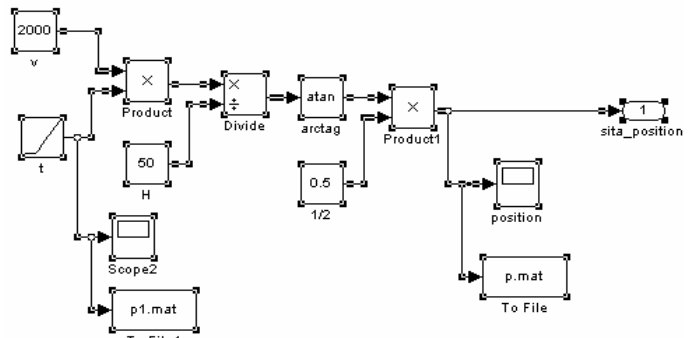 2000
v
×
Product
t
50
H
×
÷
Divide
atan
arctag
0.5
1/2
×
Product1
1
sita_position
position
Scope2
p1.mat
p.mat
To File